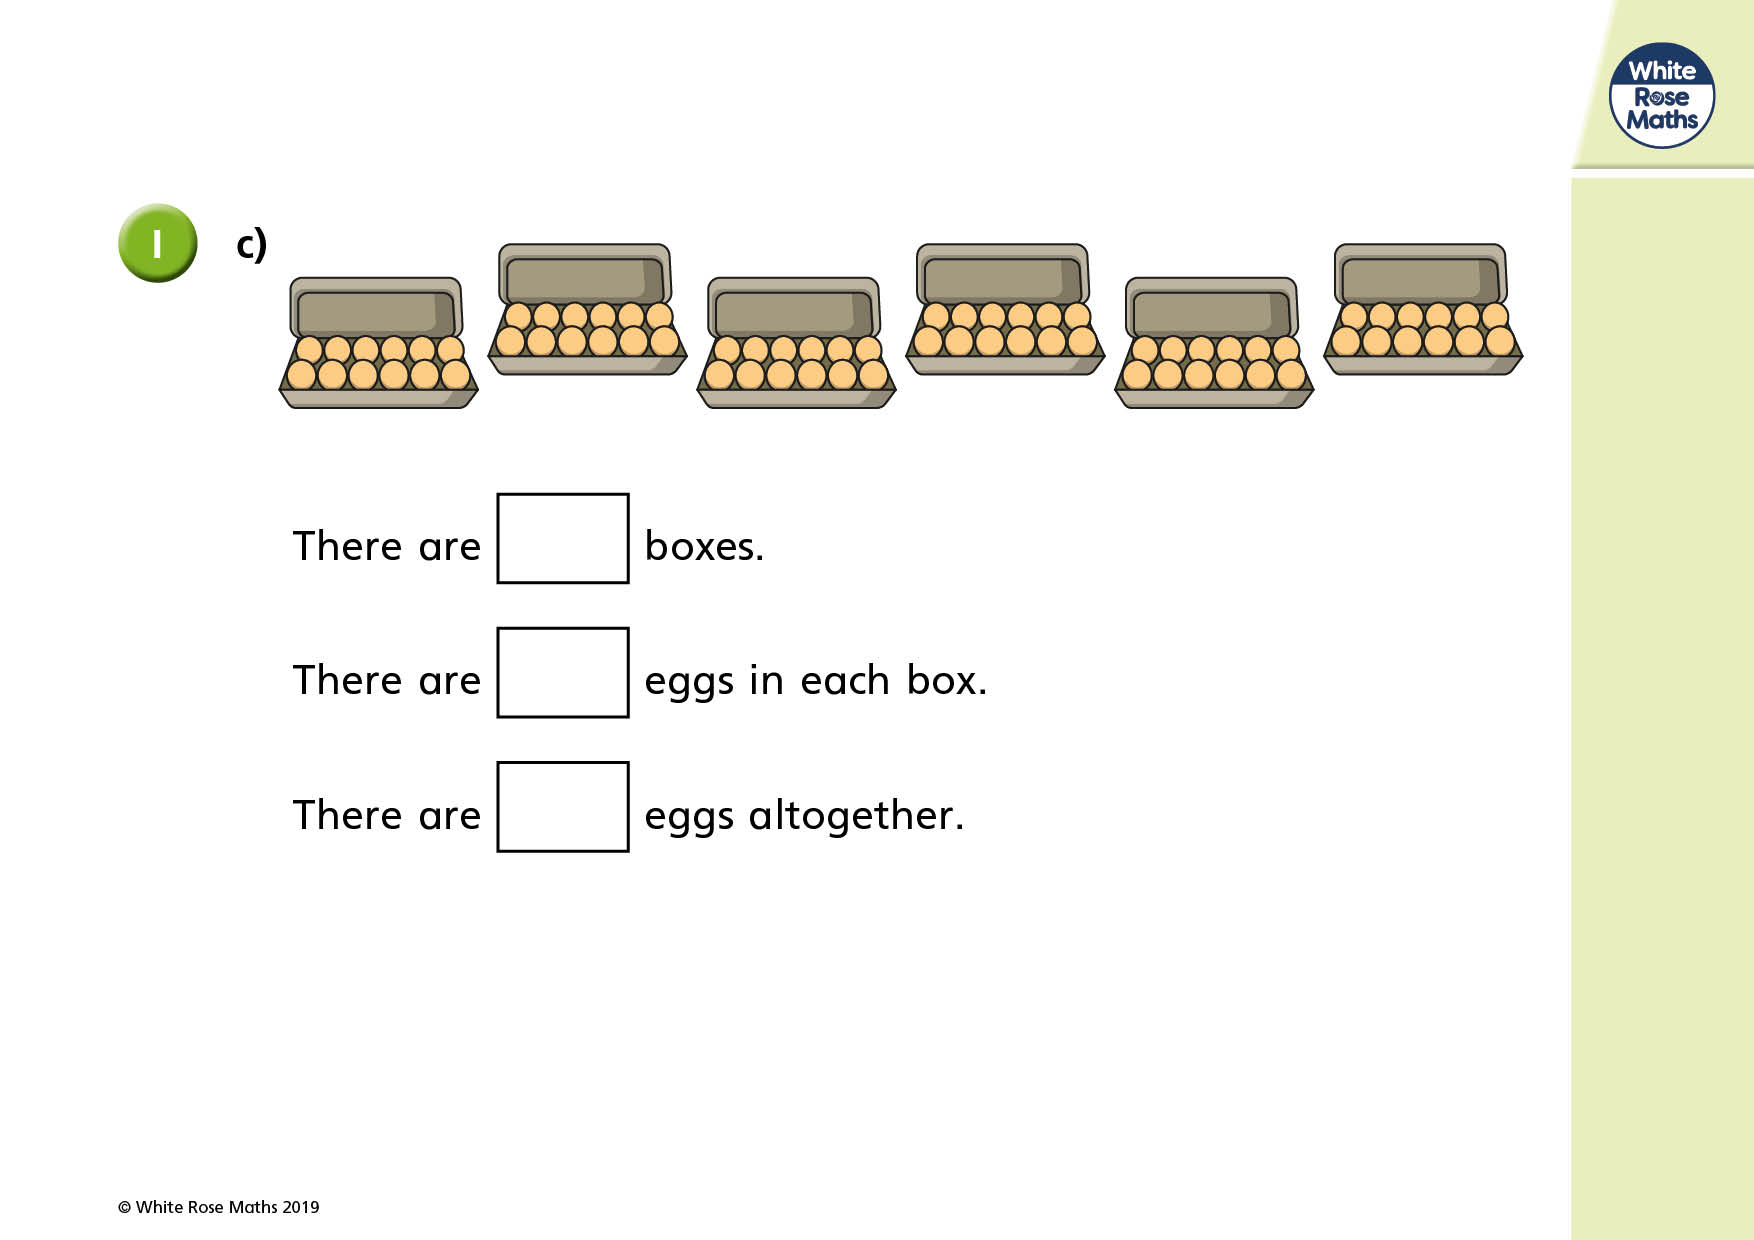 White
Rose
Maths
1 c)
There are boxes.
There are eggs in each box.
There are eggs altogether.
© White Rose Maths 2019